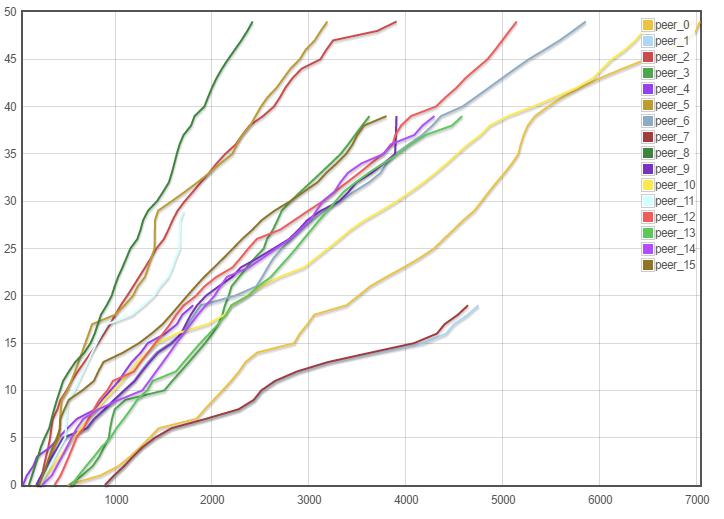 50
45
40
35
30
25
20
15
10
5
0
1000 2000 3000 4000 5000 6000 7000
peer_0
peer_1
peer_2
peer_3
peer_4
peer_5
peer_6
peer_7
peer_8
peer_9
peer_10
peer_11
peer_12
peer_13
peer_14
peer_15